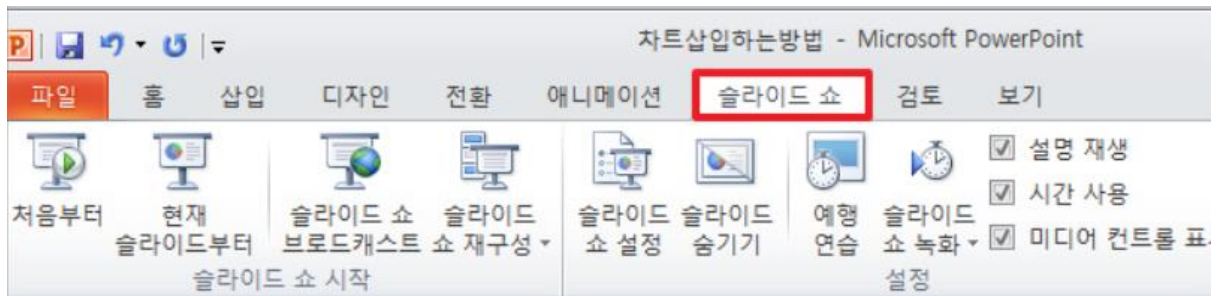 차트삽입하는방법 - Microsoft PowerPoint
파일 홈 삽입 디자인 전환 애니메이션 슬라이드 쇼 검토 보기
처음부터
현재
슬라이드부터
슬라이드 쇼
브로드캐스트
슬라이드
쇼 재구성
슬라이드
쇼 설정
슬라이드
숨기기
예행
연습
슬라이드
쇼 녹화
설명 재생
시간 사용
미디어 컨트롤
슬라이드 쇼 시작
설정